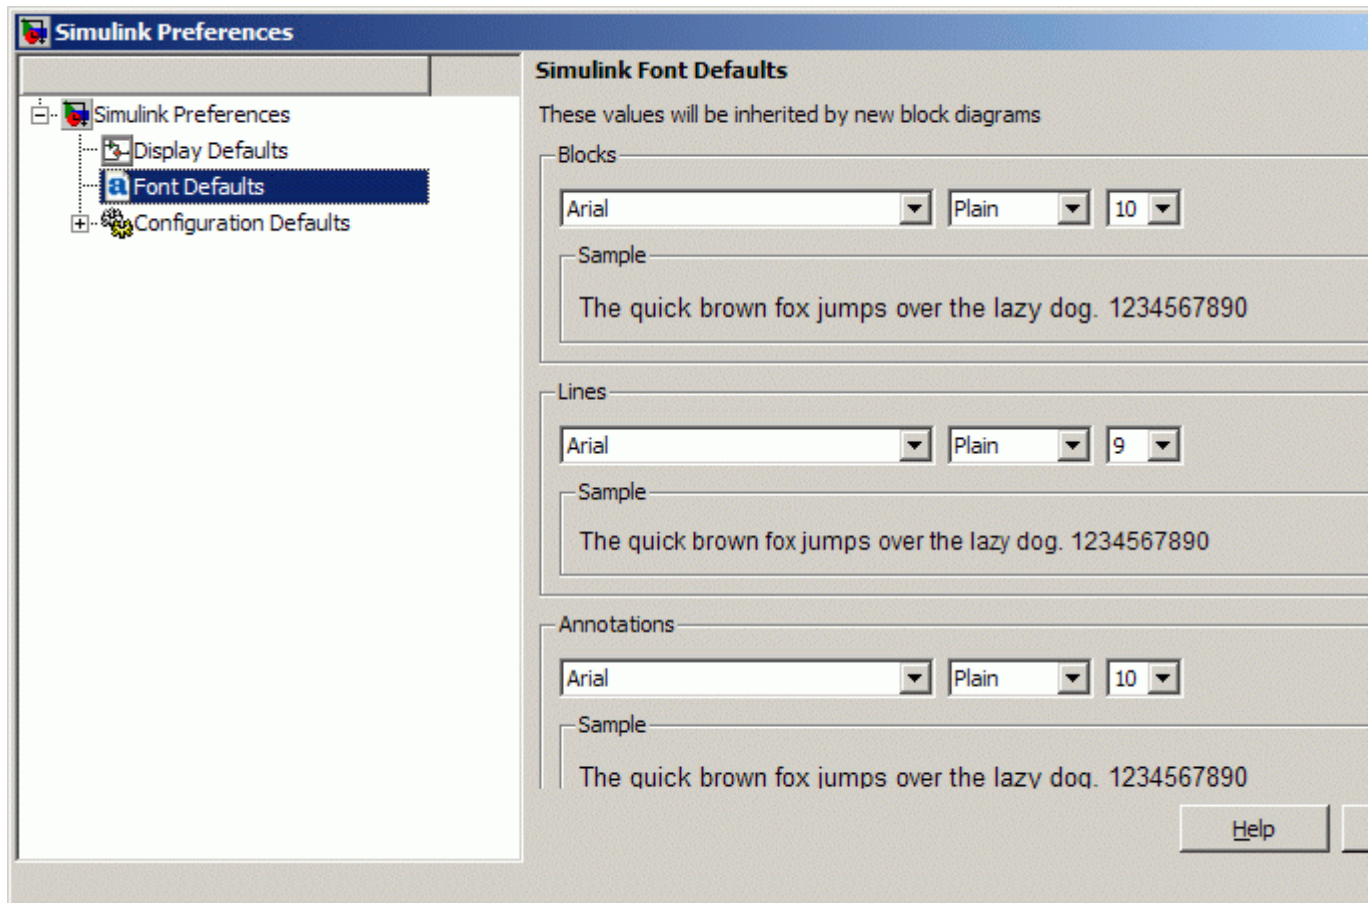 Simulink Preferences
Simulink Preferences
Display Defaults
Font Defaults
Configuration Defaults
Simulink Font Defaults
These values will be inherited by new block diagrams
Blocks
Arial Plain 10
Sample
The quick brown fox jumps over the lazy dog. 1234567890
Lines
Arial Plain 9
Sample
The quick brown fox jumps over the lazy dog. 1234567890
Annotations
Arial Plain 10
Sample
The quick brown fox jumps over the lazy dog. 1234567890
Help